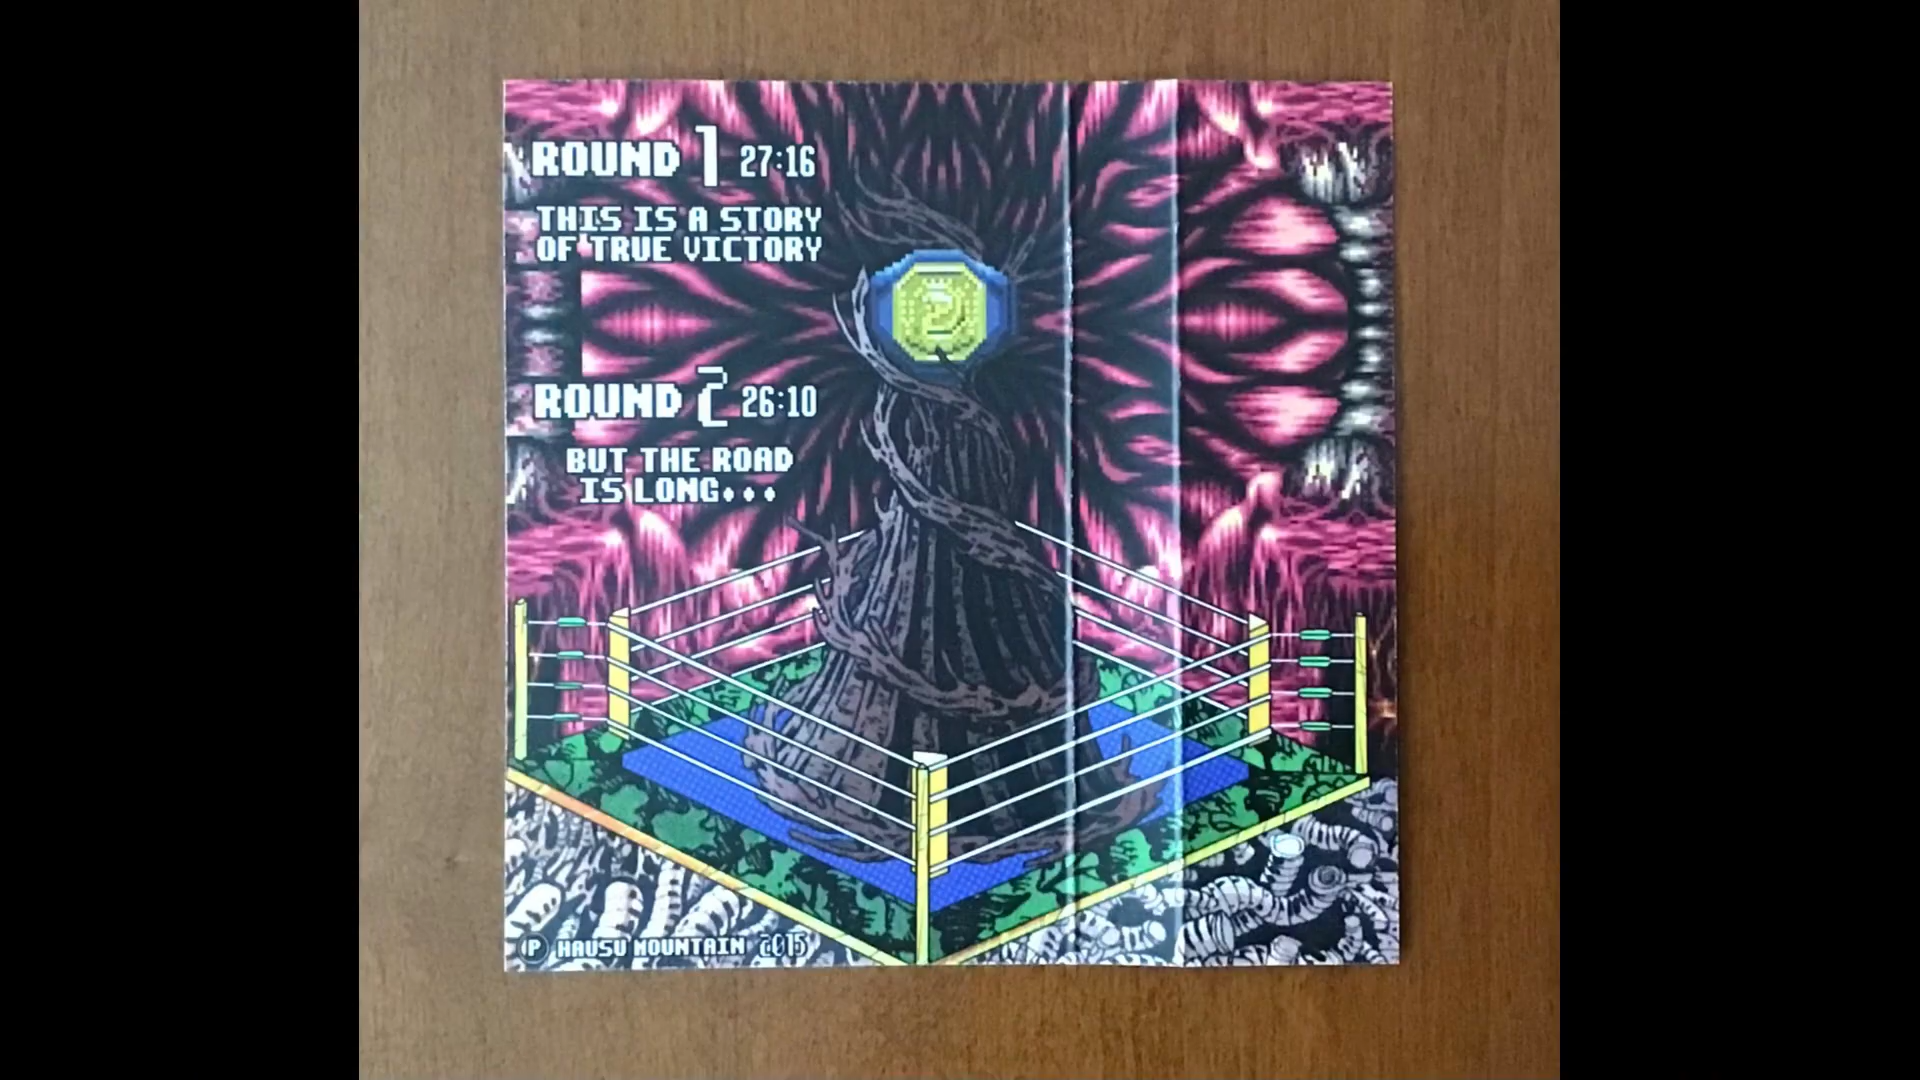 ROUND 1 27:16
THIS IS A STORY
OF TRUE VICTORY
ROUND 2 26:10
BUT THE ROAD
IS LONG...
℗ HAUSU MOUNTAIN 2015